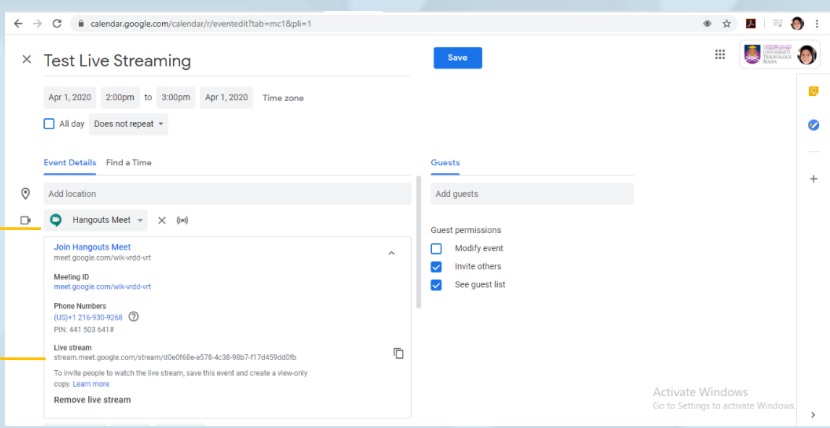 calendar.google.com/calendar/r/eventedit?tab=mc1&pli=1
Test Live Streaming
Save
Apr 1, 2020 2:00pm to 3:00pm Apr 1, 2020 Time zone
All day Does not repeat
Event Details Find a Time
Guests
Add location
Add guests
Hangouts Meet
Guest permissions
Join Hangouts Meet
meet.google.com/wik-vrdd-vrt
Modify event
Meeting ID
meet.google.com/wik-vrdd-vrt
Invite others
See guest list
Phone Numbers
(US)+1 216-930-9268
PIN: 441 503 641#
Live stream
stream.meet.google.com/stream/d0e0f68e-e578-4c38-98b7-f17d459dd0fb
To invite people to watch the live stream, save this event and create a view-only
copy. Learn more
Remove live stream
Activate Windows
Go to Settings to activate Windows.